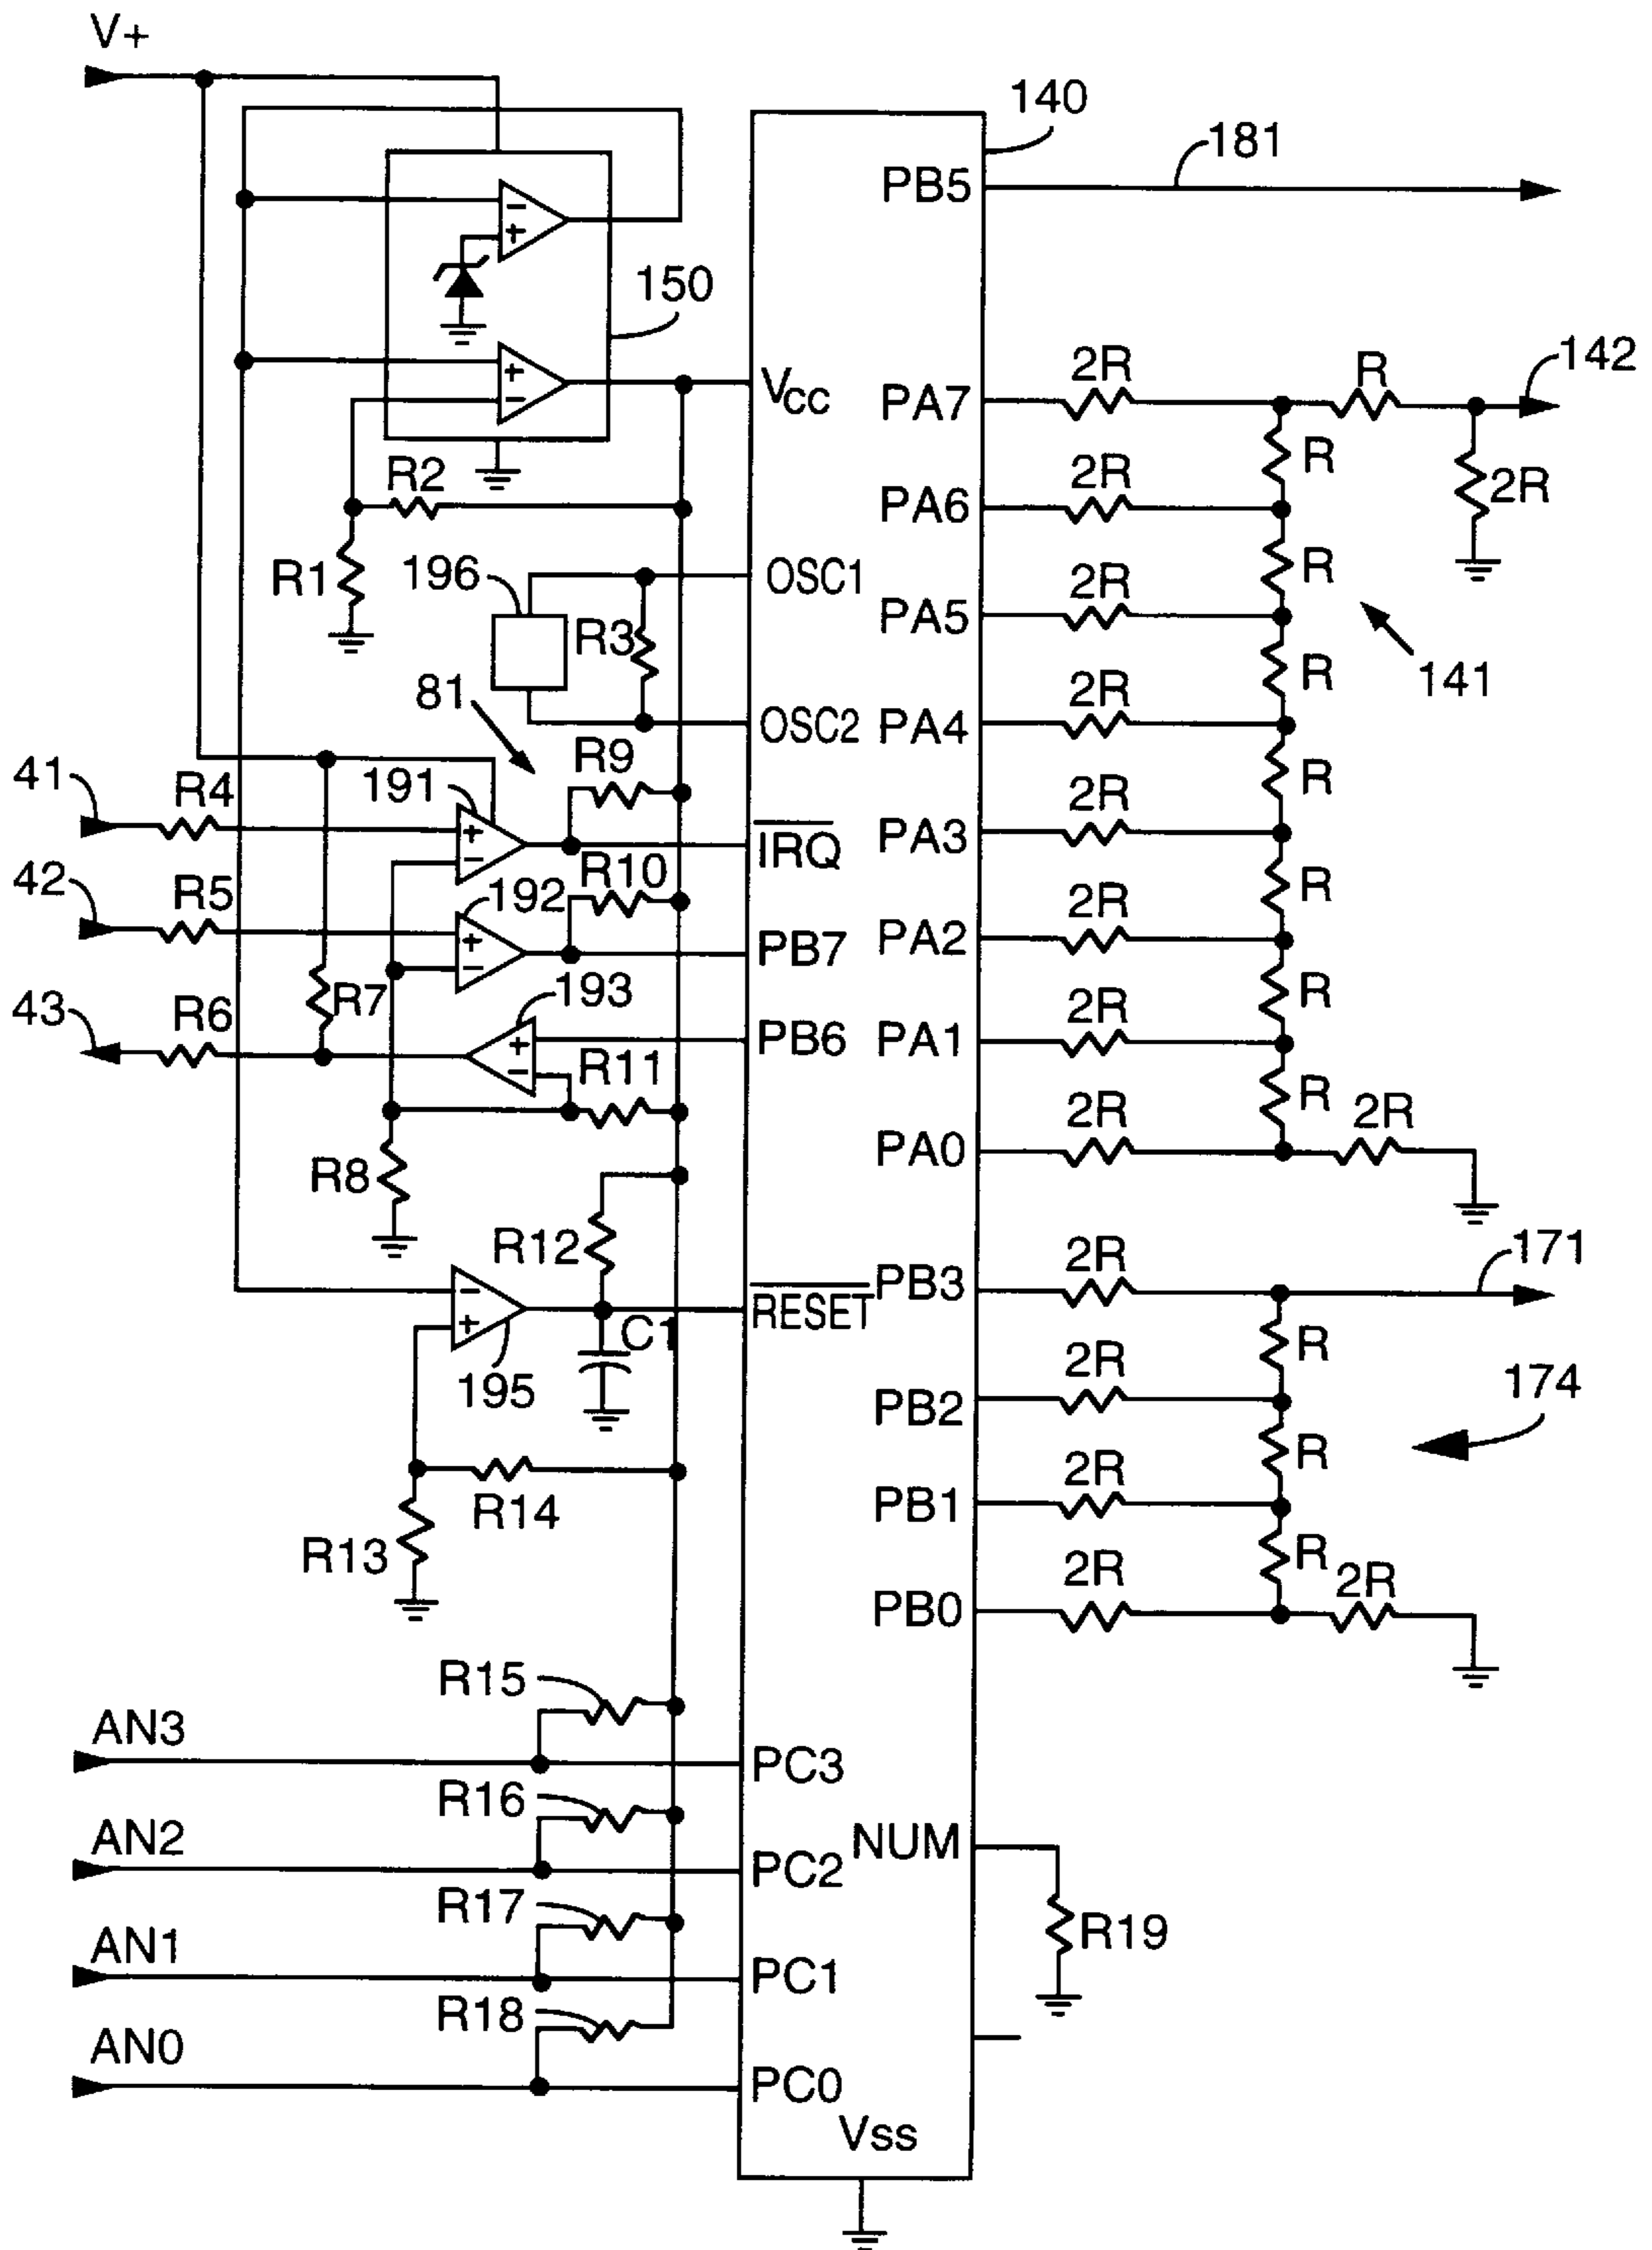 V+
140
181
PB5
150
142
2R
R
VCC
PA7
R
R2
2R
2R
PA6
196
OSC1
2R
R
R1
PA5
R3
141
81
2R
R
OSC2
PA4
R9
41
R4
191
2R
R
IRQ
PA3
42
R5
R10
192
2R
R
PB7
PA2
43
R6
R7
193
2R
R
PB6
PA1
R11
R
2R
2R
PA0
R8
R12
2R
171
PB3
RESET
C1
R
195
2R
174
PB2
R
R14
2R
PB1
R13
R
2R
2R
PB0
R15
AN3
PC3
R16
AN2
NUM
PC2
R17
R19
AN1
PC1
R18
AN0
PC0
Vss